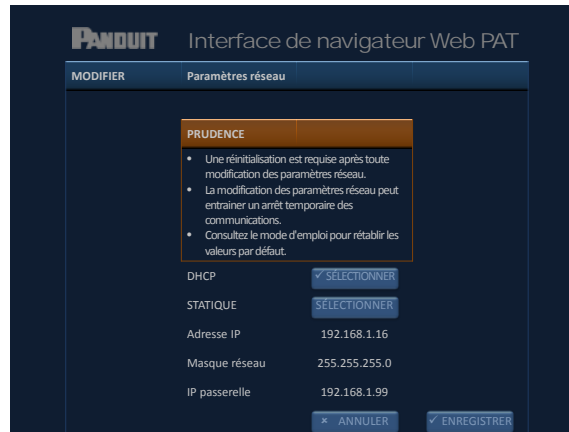 PANDUIT Interface de navigateur Web PAT
MODIFIER Paramètres réseau
PRUDENCE
• Une réinitialisation est requise après toute
modification des paramètres réseau.
• La modification des paramètres réseau peut
entrainer un arrêt temporaire des
communications.
• Consultez le mode d'emploi pour rétablir les
valeurs par défaut.
DHCP ✓ SÉLECTIONNER
STATIQUE SÉLECTIONNER
Adresse IP 192.168.1.16
Masque réseau 255.255.255.0
IP passerelle 192.168.1.99
× ANNULER ✓ ENREGISTRER